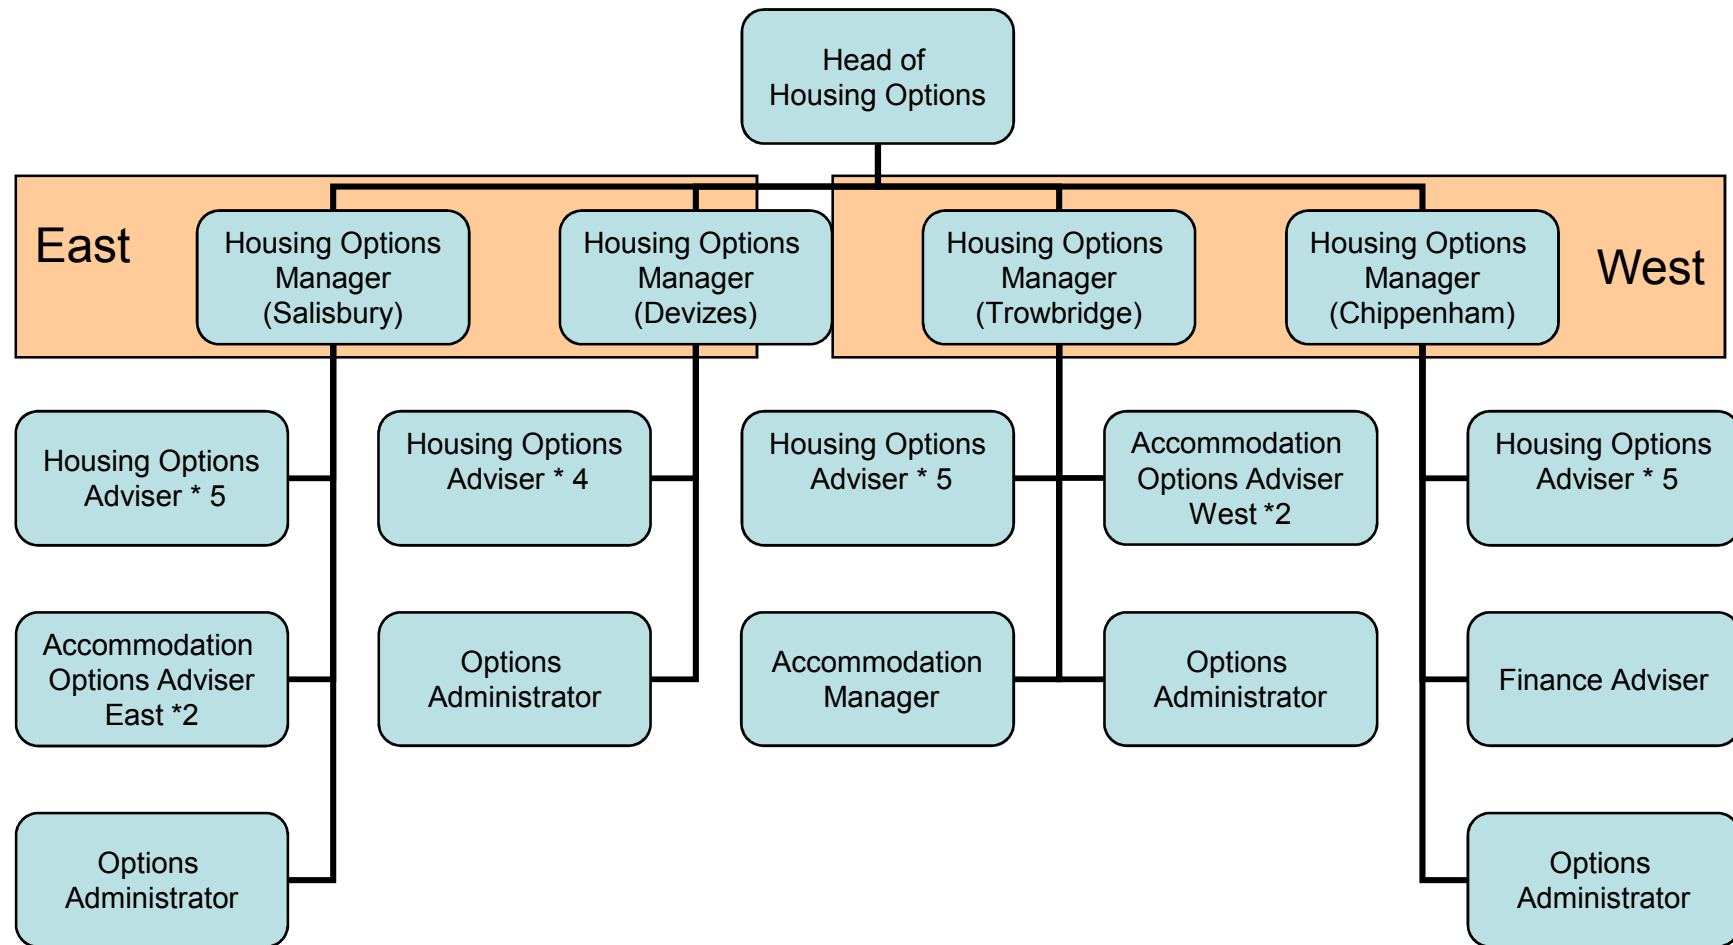 Head of
Housing Options
East
Housing Options
Manager
(Salisbury)
Housing Options
Manager
(Devizes)
Housing Options
Manager
(Trowbridge)
Housing Options
Manager
(Chippenham)
West
Housing Options
Adviser * 5
Housing Options
Adviser * 4
Housing Options
Adviser * 5
Accommodation
Options Adviser
West *2
Housing Options
Adviser * 5
Accommodation
Options Adviser
East *2
Options
Administrator
Accommodation
Manager
Options
Administrator
Finance Adviser
Options
Administrator
Options
Administrator